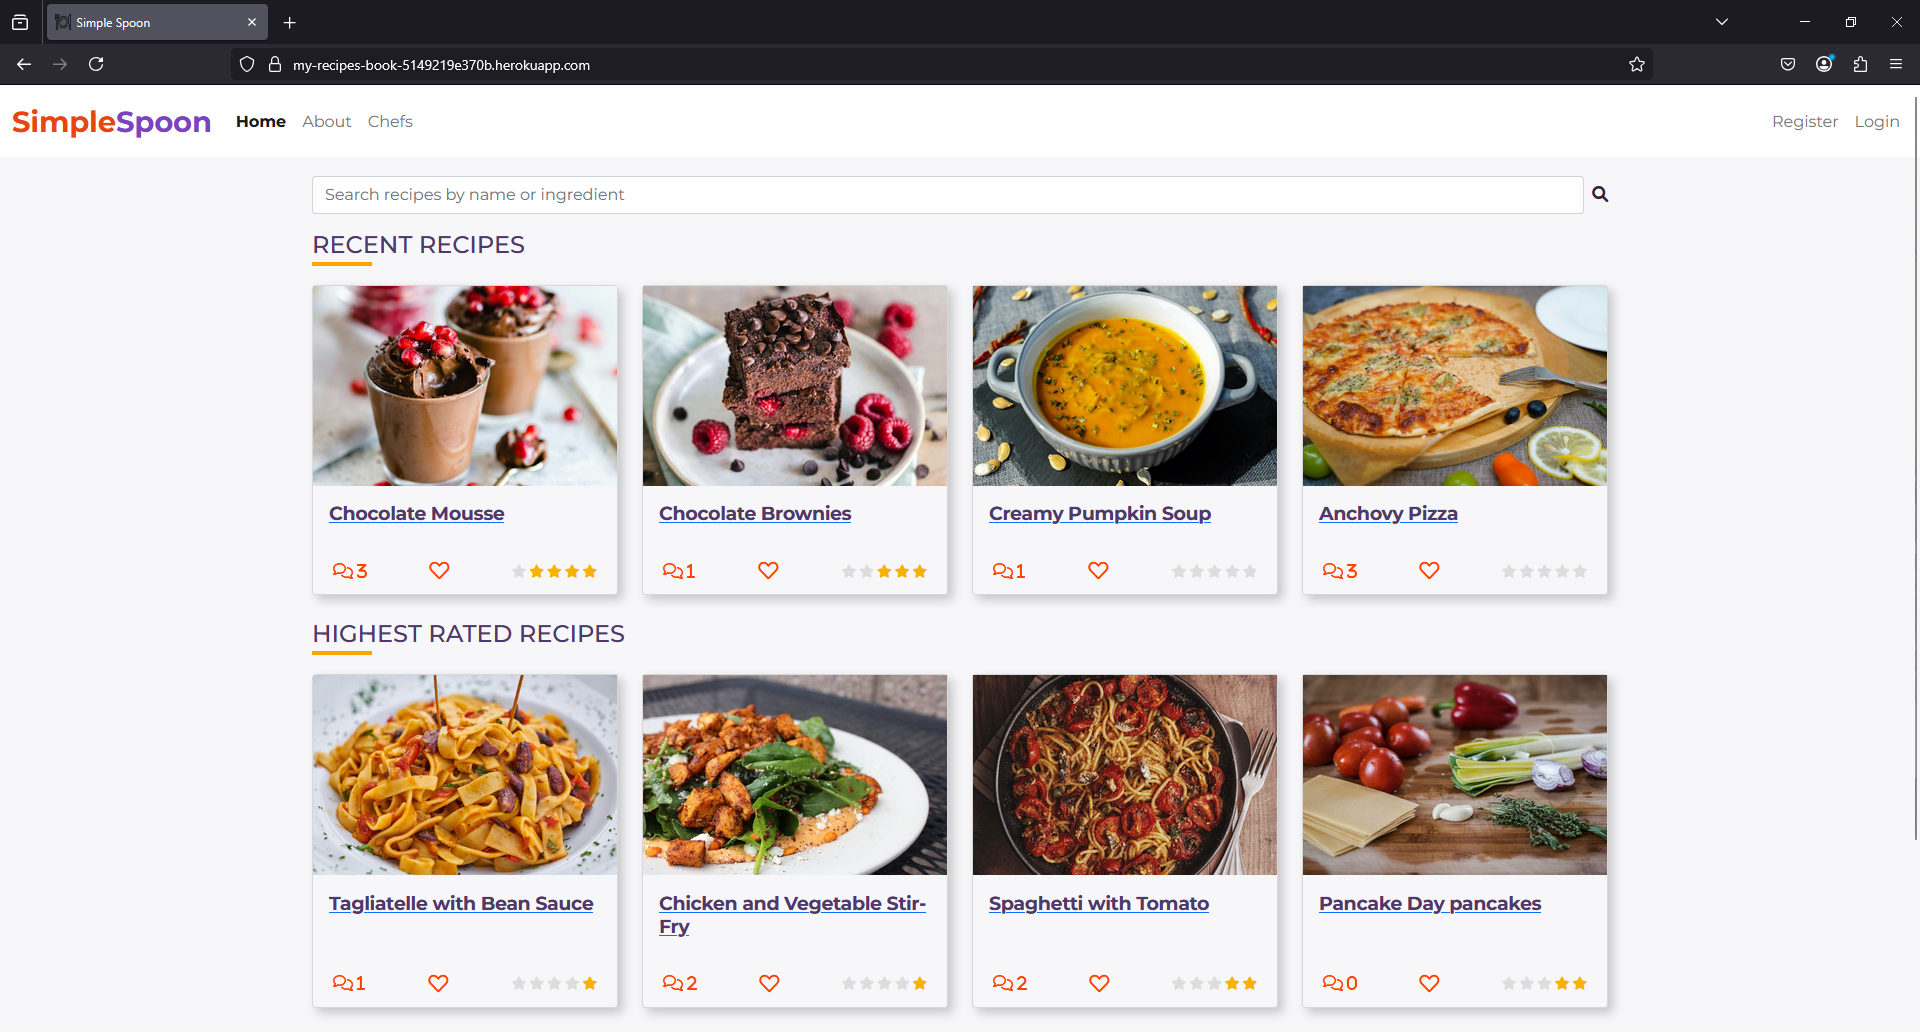 Simple Spoon
my-recipes-book-5149219e370b.herokuapp.com
SimpleSpoon Home About Chefs Register Login
Search recipes by name or ingredient
RECENT RECIPES
Chocolate Mousse
3
Chocolate Brownies
1
Creamy Pumpkin Soup
1
Anchovy Pizza
3
HIGHEST RATED RECIPES
Tagliatelle with Bean Sauce
1
Chicken and Vegetable Stir-
Fry
2
Spaghetti with Tomato
2
Pancake Day pancakes
0